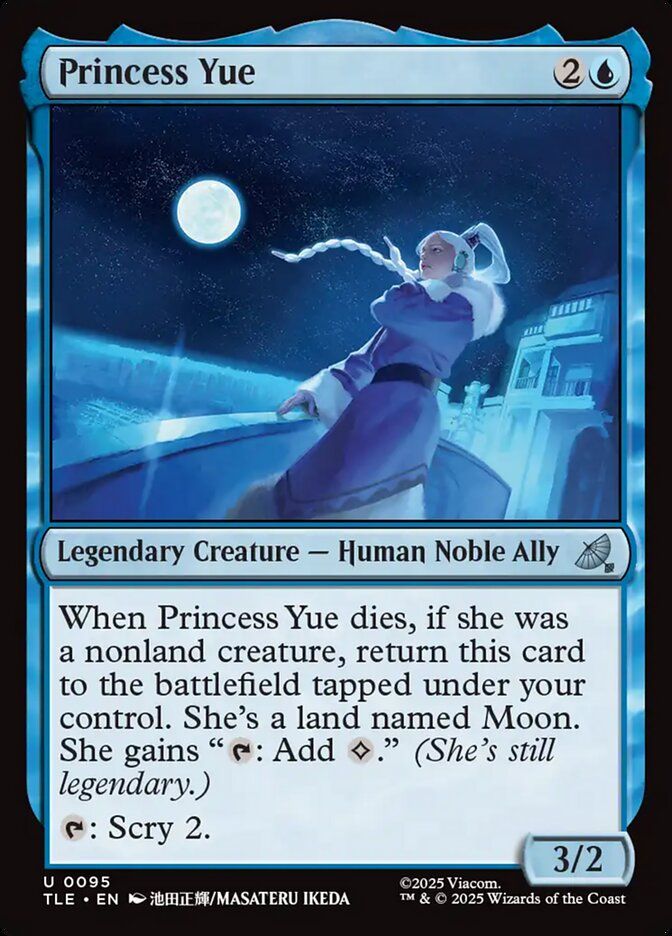 Princess Yue 2
Legendary Creature — Human Noble Ally
When Princess Yue dies, if she was
a nonland creature, return this card
to the battlefield tapped under your
control. She's a land named Moon.
She gains “: Add .” (She's still
legendary.)
: Scry 2.
3/2
U 0095
TLE • EN 池田正輝/MASATERU IKEDA
©2025 Viacom.
™ & © 2025 Wizards of the Coast